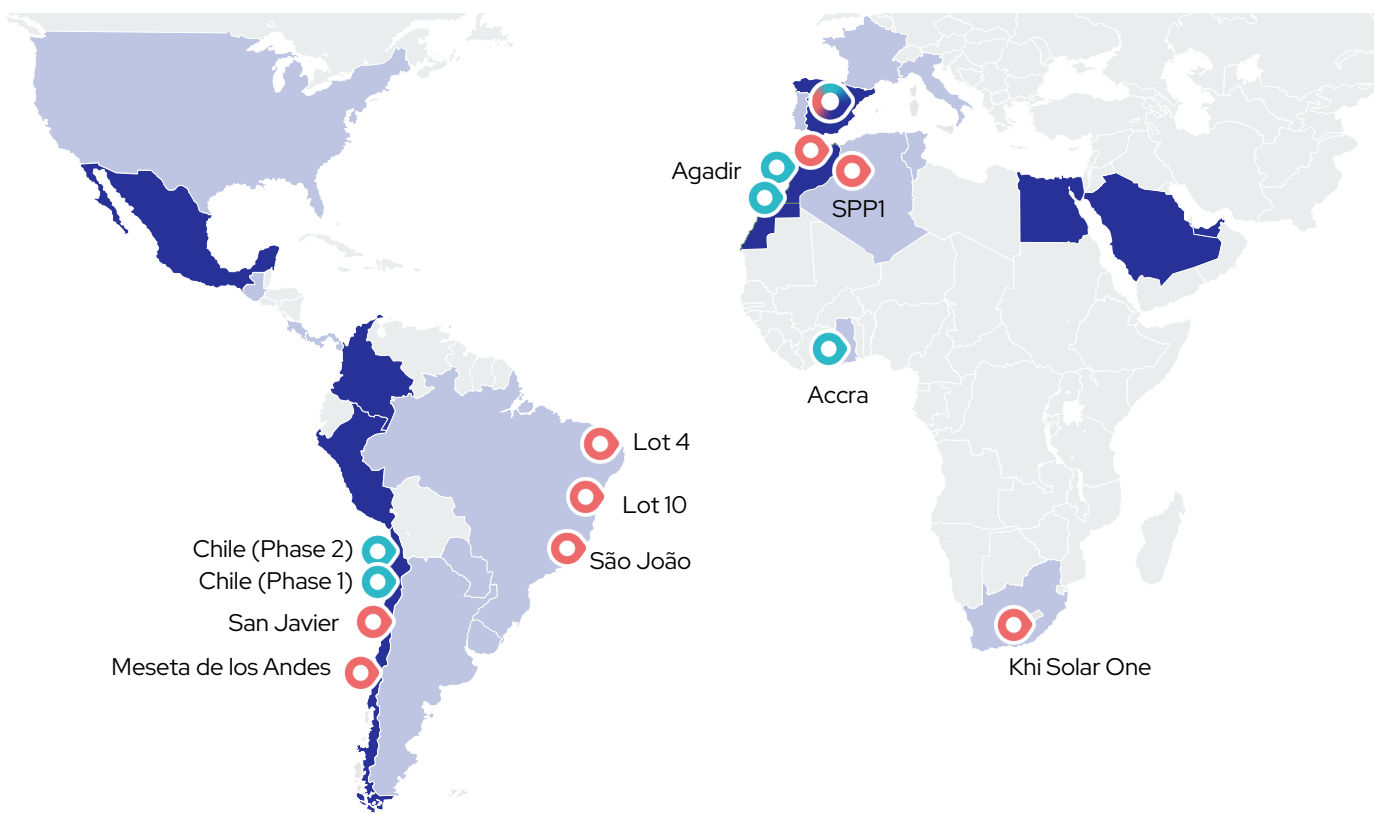 Agadir
SPP1
Accra
Lot 4
Lot 10
São João
Chile (Phase 2)
Chile (Phase 1)
San Javier
Meseta de los Andes
Khi Solar One